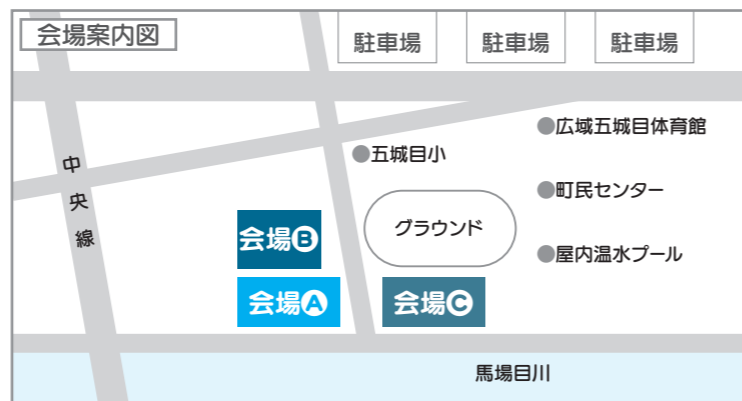 会場案内図
駐車場
駐車場
駐車場
●広域五城目体育館
●五城目小
中央線
●町民センター
グラウンド
会場B
●屋内温水プール
会場A
会場C
馬場目川